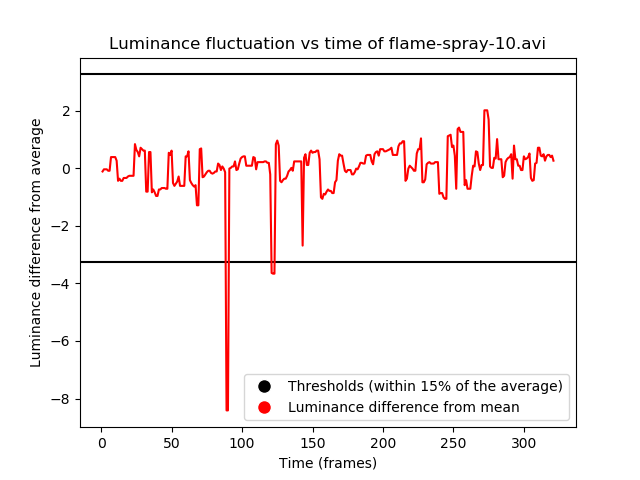 Luminance fluctuation vs time of flame-spray-10.avi
Luminance difference from average
2
0
−2
−4
−6
−8
Thresholds (within 15% of the average)
Luminance difference from mean
0 50 100 150 200 250 300
Time (frames)